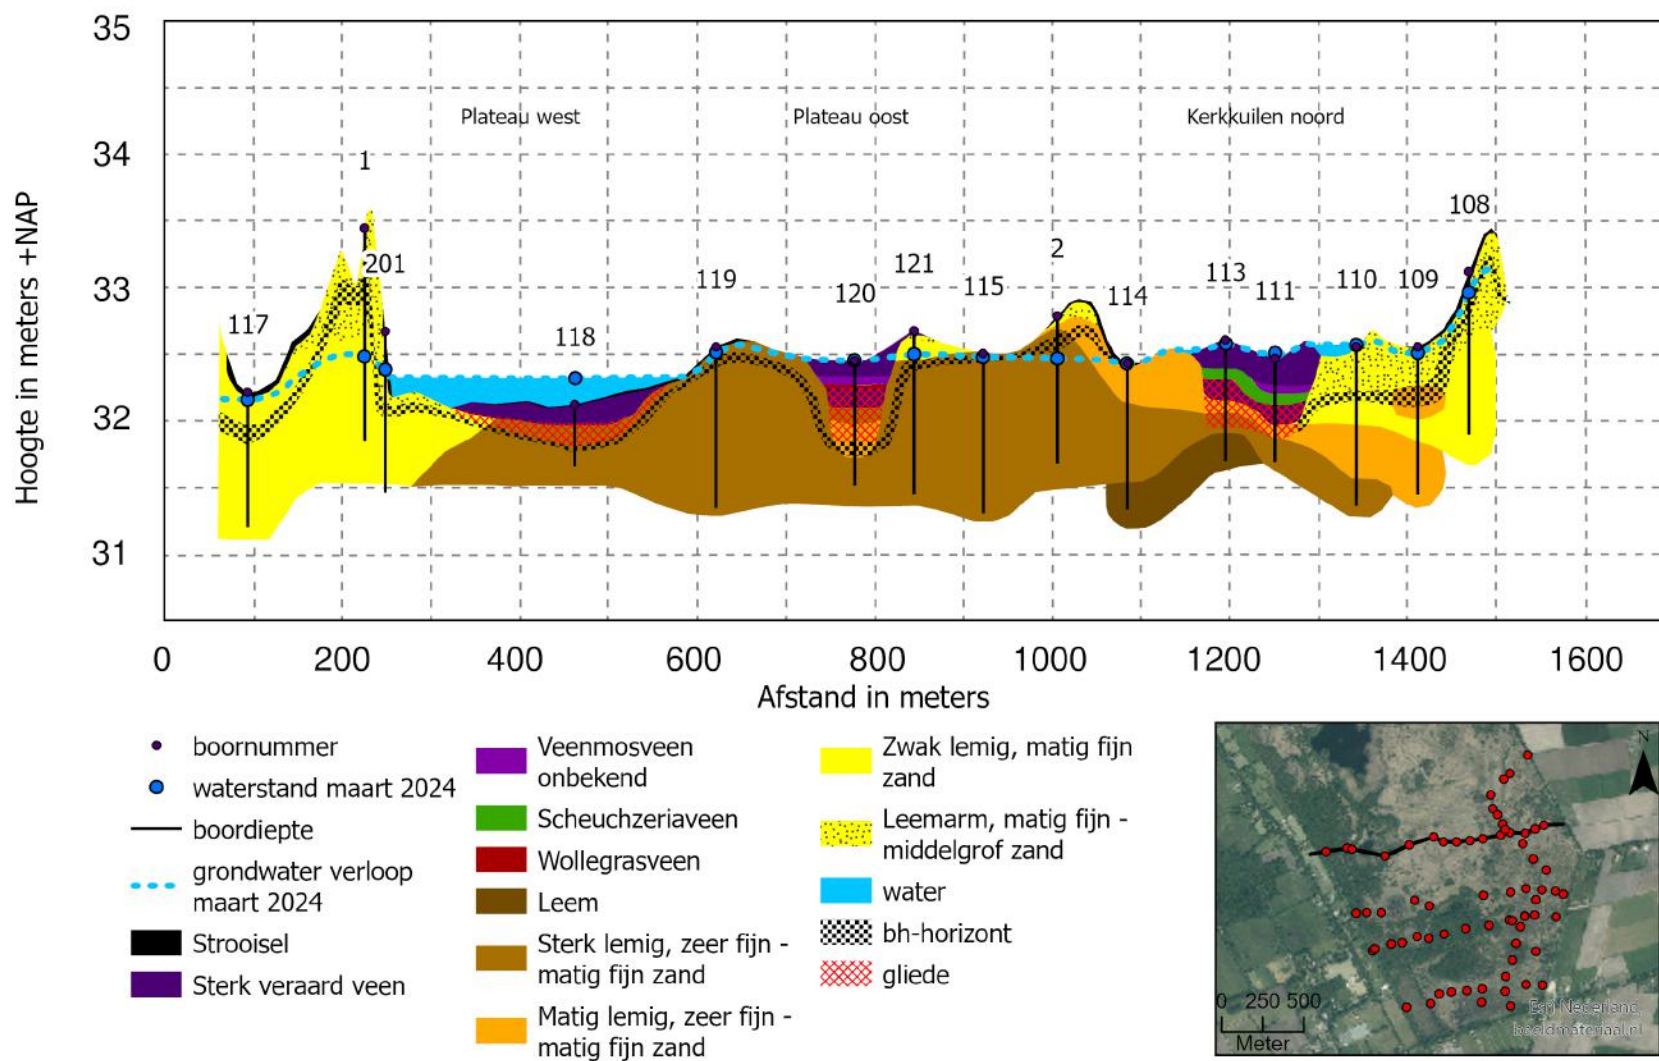 35
34
33
32
31
Hoogte in meters +NAP
Plateau west
Plateau oost
Kerkkuilen noord
1
108
201
119
121
2
113
110
109
117
118
120
115
114
111
0
200
400
600
800
1000
1200
1400
1600
Afstand in meters
boornummer
waterstand maart 2024
boordiepte
grondwater verloop
maart 2024
Strooisel
Sterk veraard veen
Veenmosveen
onbekend
Scheuchzeriaveen
Wollegrasveen
Leem
Sterk lemig, zeer fijn -
matig fijn zand
Matig lemig, zeer fijn -
matig fijn zand
Zwak lemig, matig fijn
zand
Leemarm, matig fijn -
middelgrof zand
water
bh-horizont
gliede
N
0 250 500
Meter
Esri Nederland,
beeldmateriaal.nl